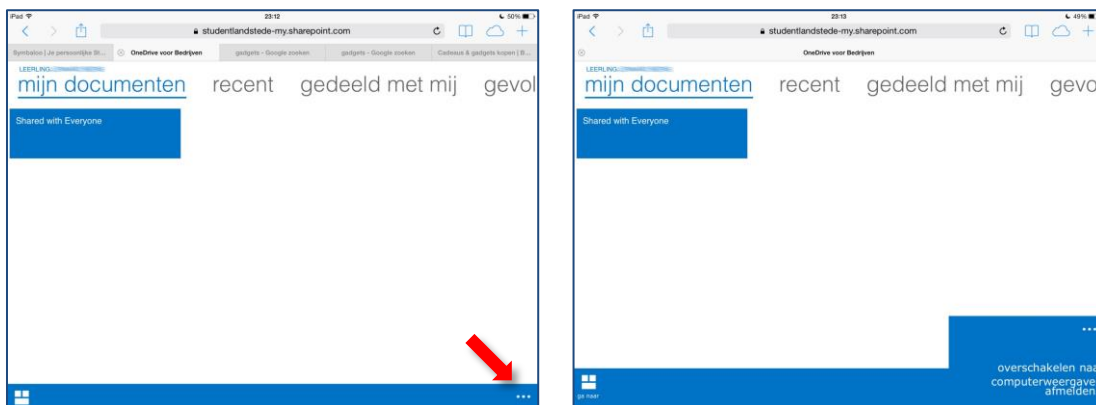 iPad 23:12 50%
studentlandstede-my.sharepoint.com
Symbaloo | Je persoonlijke St... OneDrive voor Bedrijven gadgets - Google zoeken gadgets - Google zoeken Cadeaus & gadgets kopen | B...
LEERLING
mijn documenten recent gedeeld met mij gevol
Shared with Everyone
...
iPad 23:13 49%
studentlandstede-my.sharepoint.com
OneDrive voor Bedrijven
LEERLING
mijn documenten recent gedeeld met mij gevo
Shared with Everyone
...
overschakelen naa
computerweergave
afmelden
ga naar